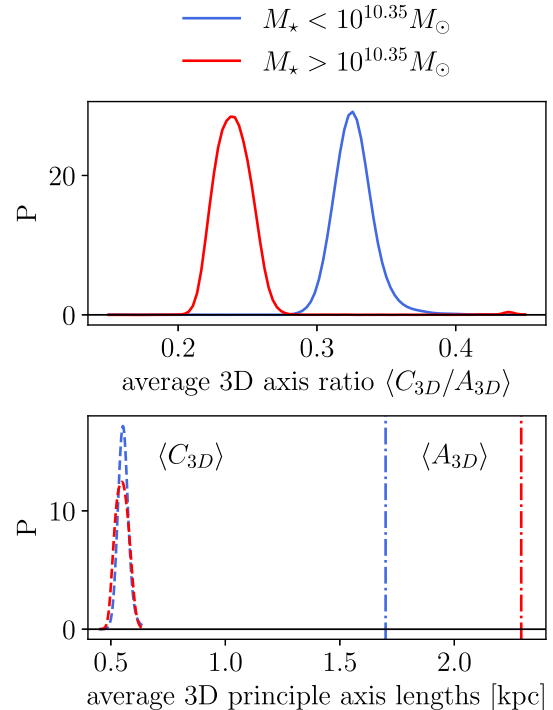 M⋆ < 10^10.35 M⊙
M⋆ > 10^10.35 M⊙
P
20
0
0.2 0.3 0.4
average 3D axis ratio ⟨C3D/A3D⟩
P
10
0
⟨C3D⟩ ⟨A3D⟩
0.5 1.0 1.5 2.0
average 3D principle axis lengths [kpc]